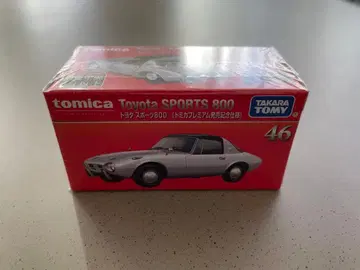 tomica Toyota SPORTS 800
トヨタ スポーツ800 (トミカプレミアム発売記念仕様)
TAKARA
TOMY
46